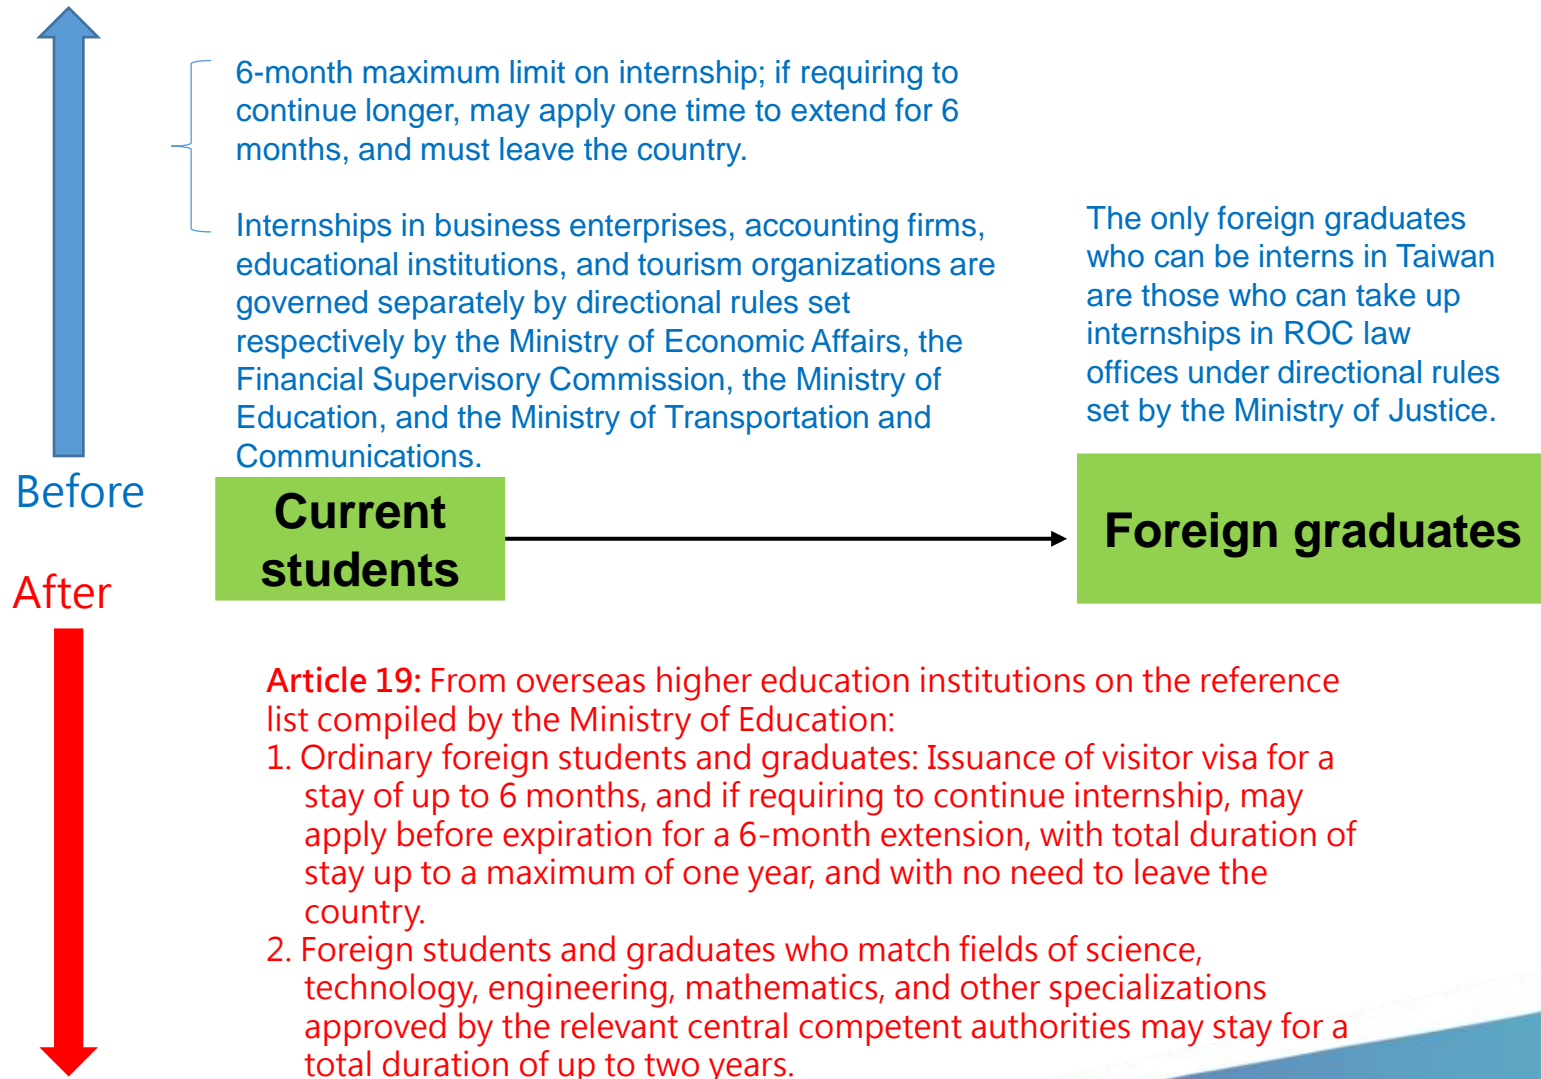 6-month maximum limit on internship; if requiring to
continue longer, may apply one time to extend for 6
months, and must leave the country.
Internships in business enterprises, accounting firms,
educational institutions, and tourism organizations are
governed separately by directional rules set
respectively by the Ministry of Economic Affairs, the
Financial Supervisory Commission, the Ministry of
Education, and the Ministry of Transportation and
Communications.
The only foreign graduates
who can be interns in Taiwan
are those who can take up
internships in ROC law
offices under directional rules
set by the Ministry of Justice.
Before
Current
students
Foreign graduates
After
Article 19: From overseas higher education institutions on the reference
list compiled by the Ministry of Education:
1. Ordinary foreign students and graduates: Issuance of visitor visa for a
stay of up to 6 months, and if requiring to continue internship, may
apply before expiration for a 6-month extension, with total duration of
stay up to a maximum of one year, and with no need to leave the
country.
2. Foreign students and graduates who match fields of science,
technology, engineering, mathematics, and other specializations
approved by the relevant central competent authorities may stay for a
total duration of up to two years.